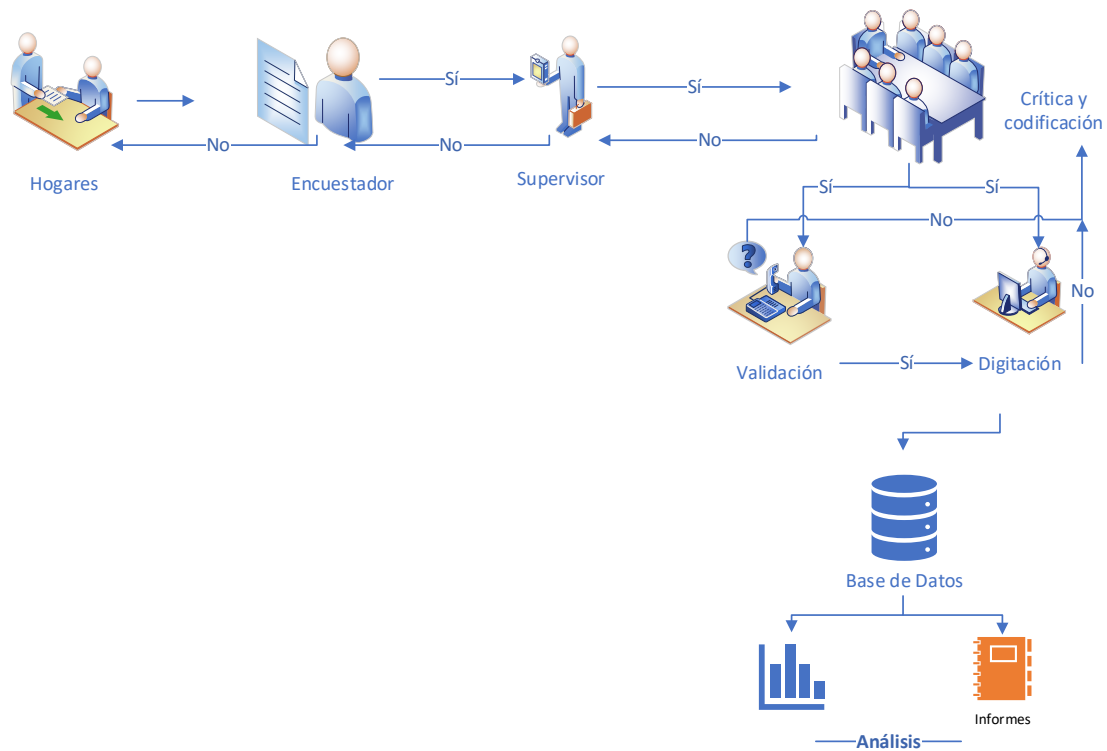 Sí
Sí
Crítica y
codificación
No
No
No
Hogares
Encuestador
Supervisor
Sí
Sí
No
?
No
Validación
Sí
Digitación
Base de Datos
Informes
Análisis